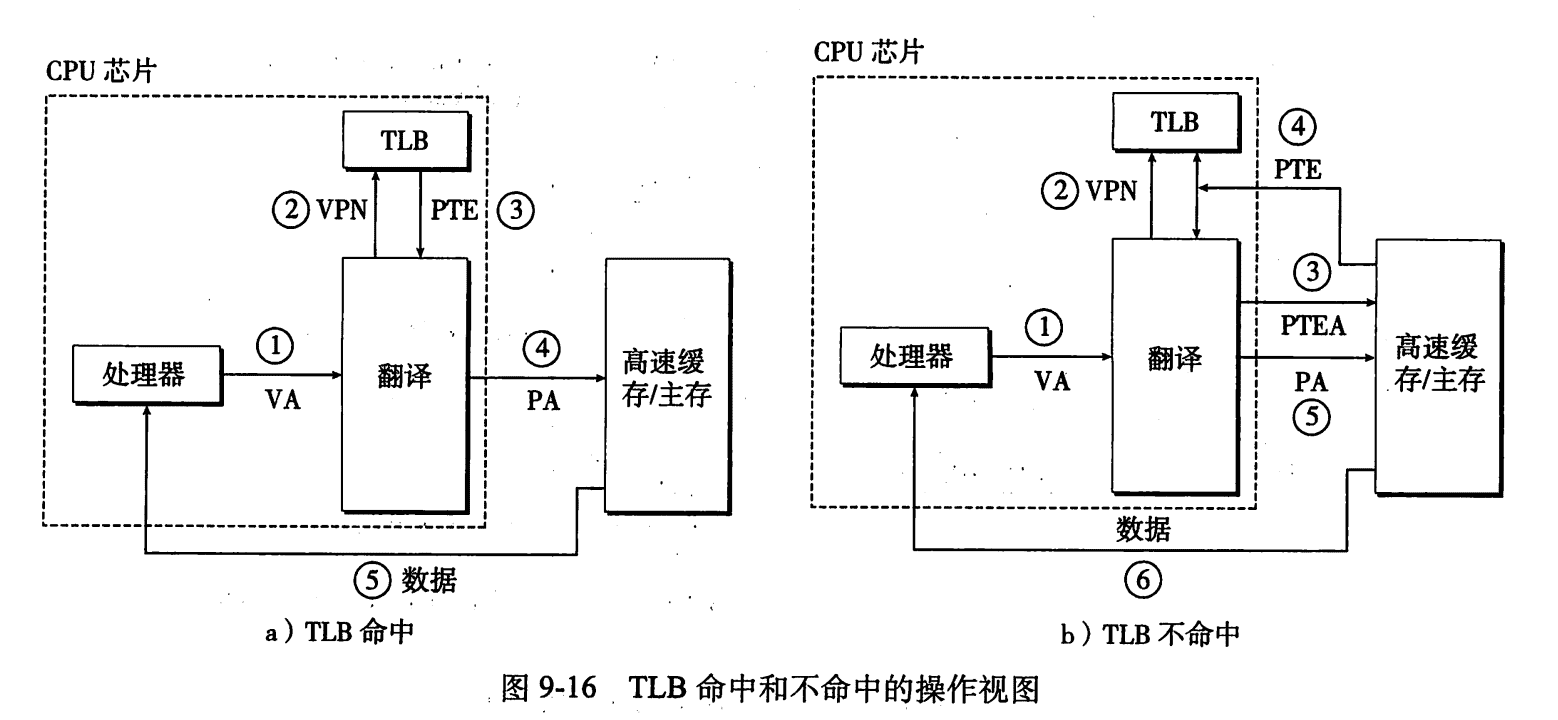 CPU 芯片
TLB
② VPN
PTE ③
处理器
①
VA
翻译
④
PA
高速缓
存/主存
⑤ 数据
a）TLB 命中
CPU 芯片
TLB
④
PTE
② VPN
处理器
①
VA
翻译
③
PTEA
PA
⑤
高速缓
存/主存
数据
⑥
b）TLB 不命中
图 9-16 TLB 命中和不命中的操作视图